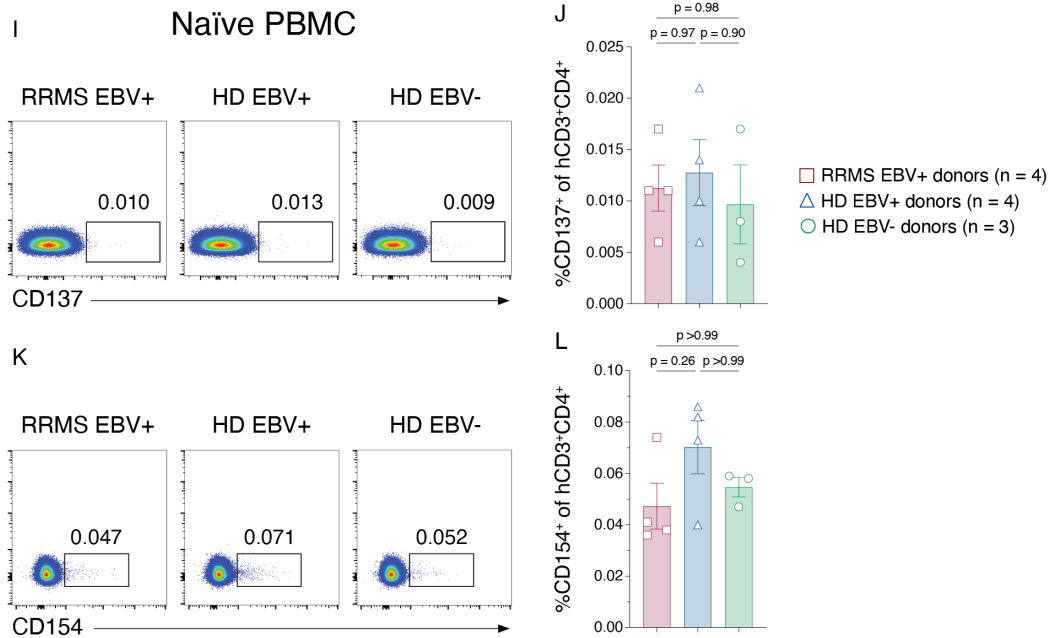 I
Naïve PBMC
RRMS EBV+
HD EBV+
HD EBV-
0.010
0.013
0.009
CD137
J
p = 0.98
p = 0.97
p = 0.90
%CD137⁺ of hCD3⁺CD4⁺
0.025
0.020
0.015
0.010
0.005
0.000
RRMS EBV+ donors (n = 4)
HD EBV+ donors (n = 4)
HD EBV- donors (n = 3)
K
RRMS EBV+
HD EBV+
HD EBV-
0.047
0.071
0.052
CD154
L
p >0.99
p = 0.26
p >0.99
%CD154⁺ of hCD3⁺CD4⁺
0.10
0.08
0.06
0.04
0.02
0.00